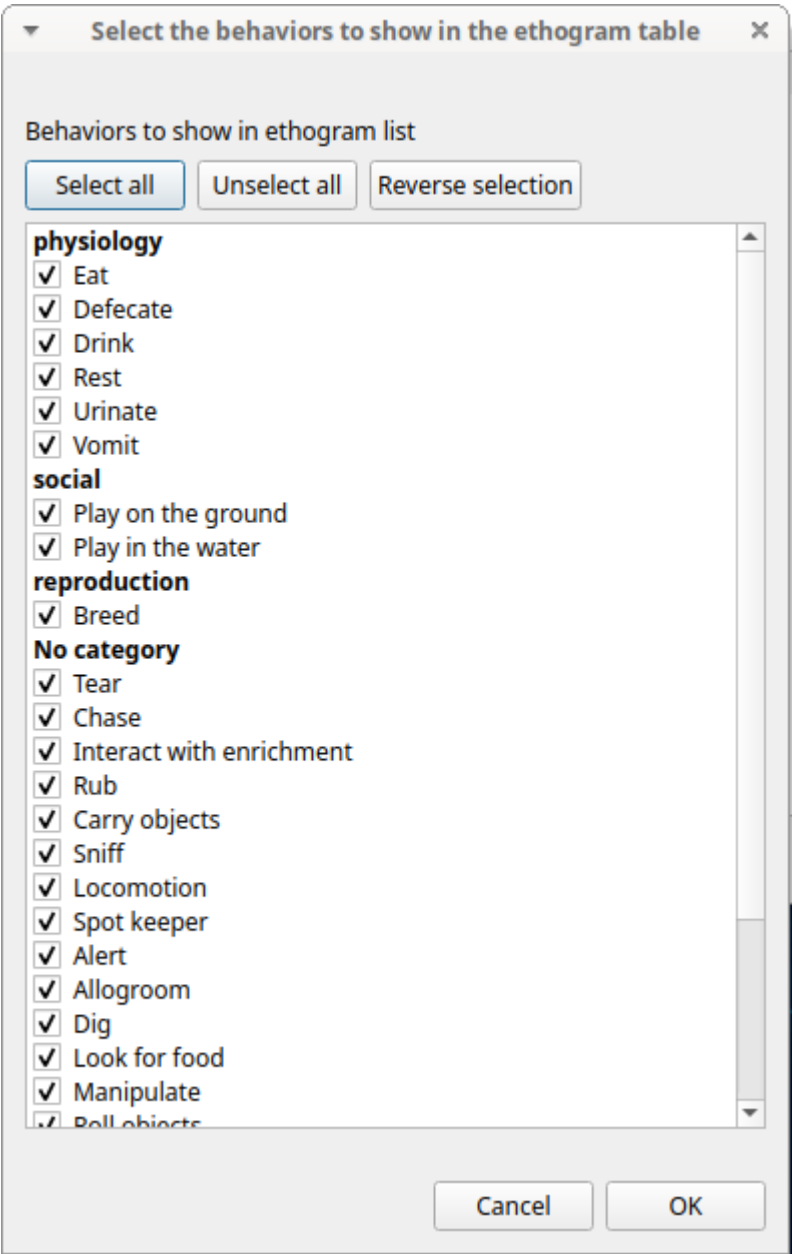 Select the behaviors to show in the ethogram table
Behaviors to show in ethogram list
Select all Unselect all Reverse selection
physiology
Eat
Defecate
Drink
Rest
Urinate
Vomit
social
Play on the ground
Play in the water
reproduction
Breed
No category
Tear
Chase
Interact with enrichment
Rub
Carry objects
Sniff
Locomotion
Spot keeper
Alert
Allogroom
Dig
Look for food
Manipulate
Roll objects
Cancel OK